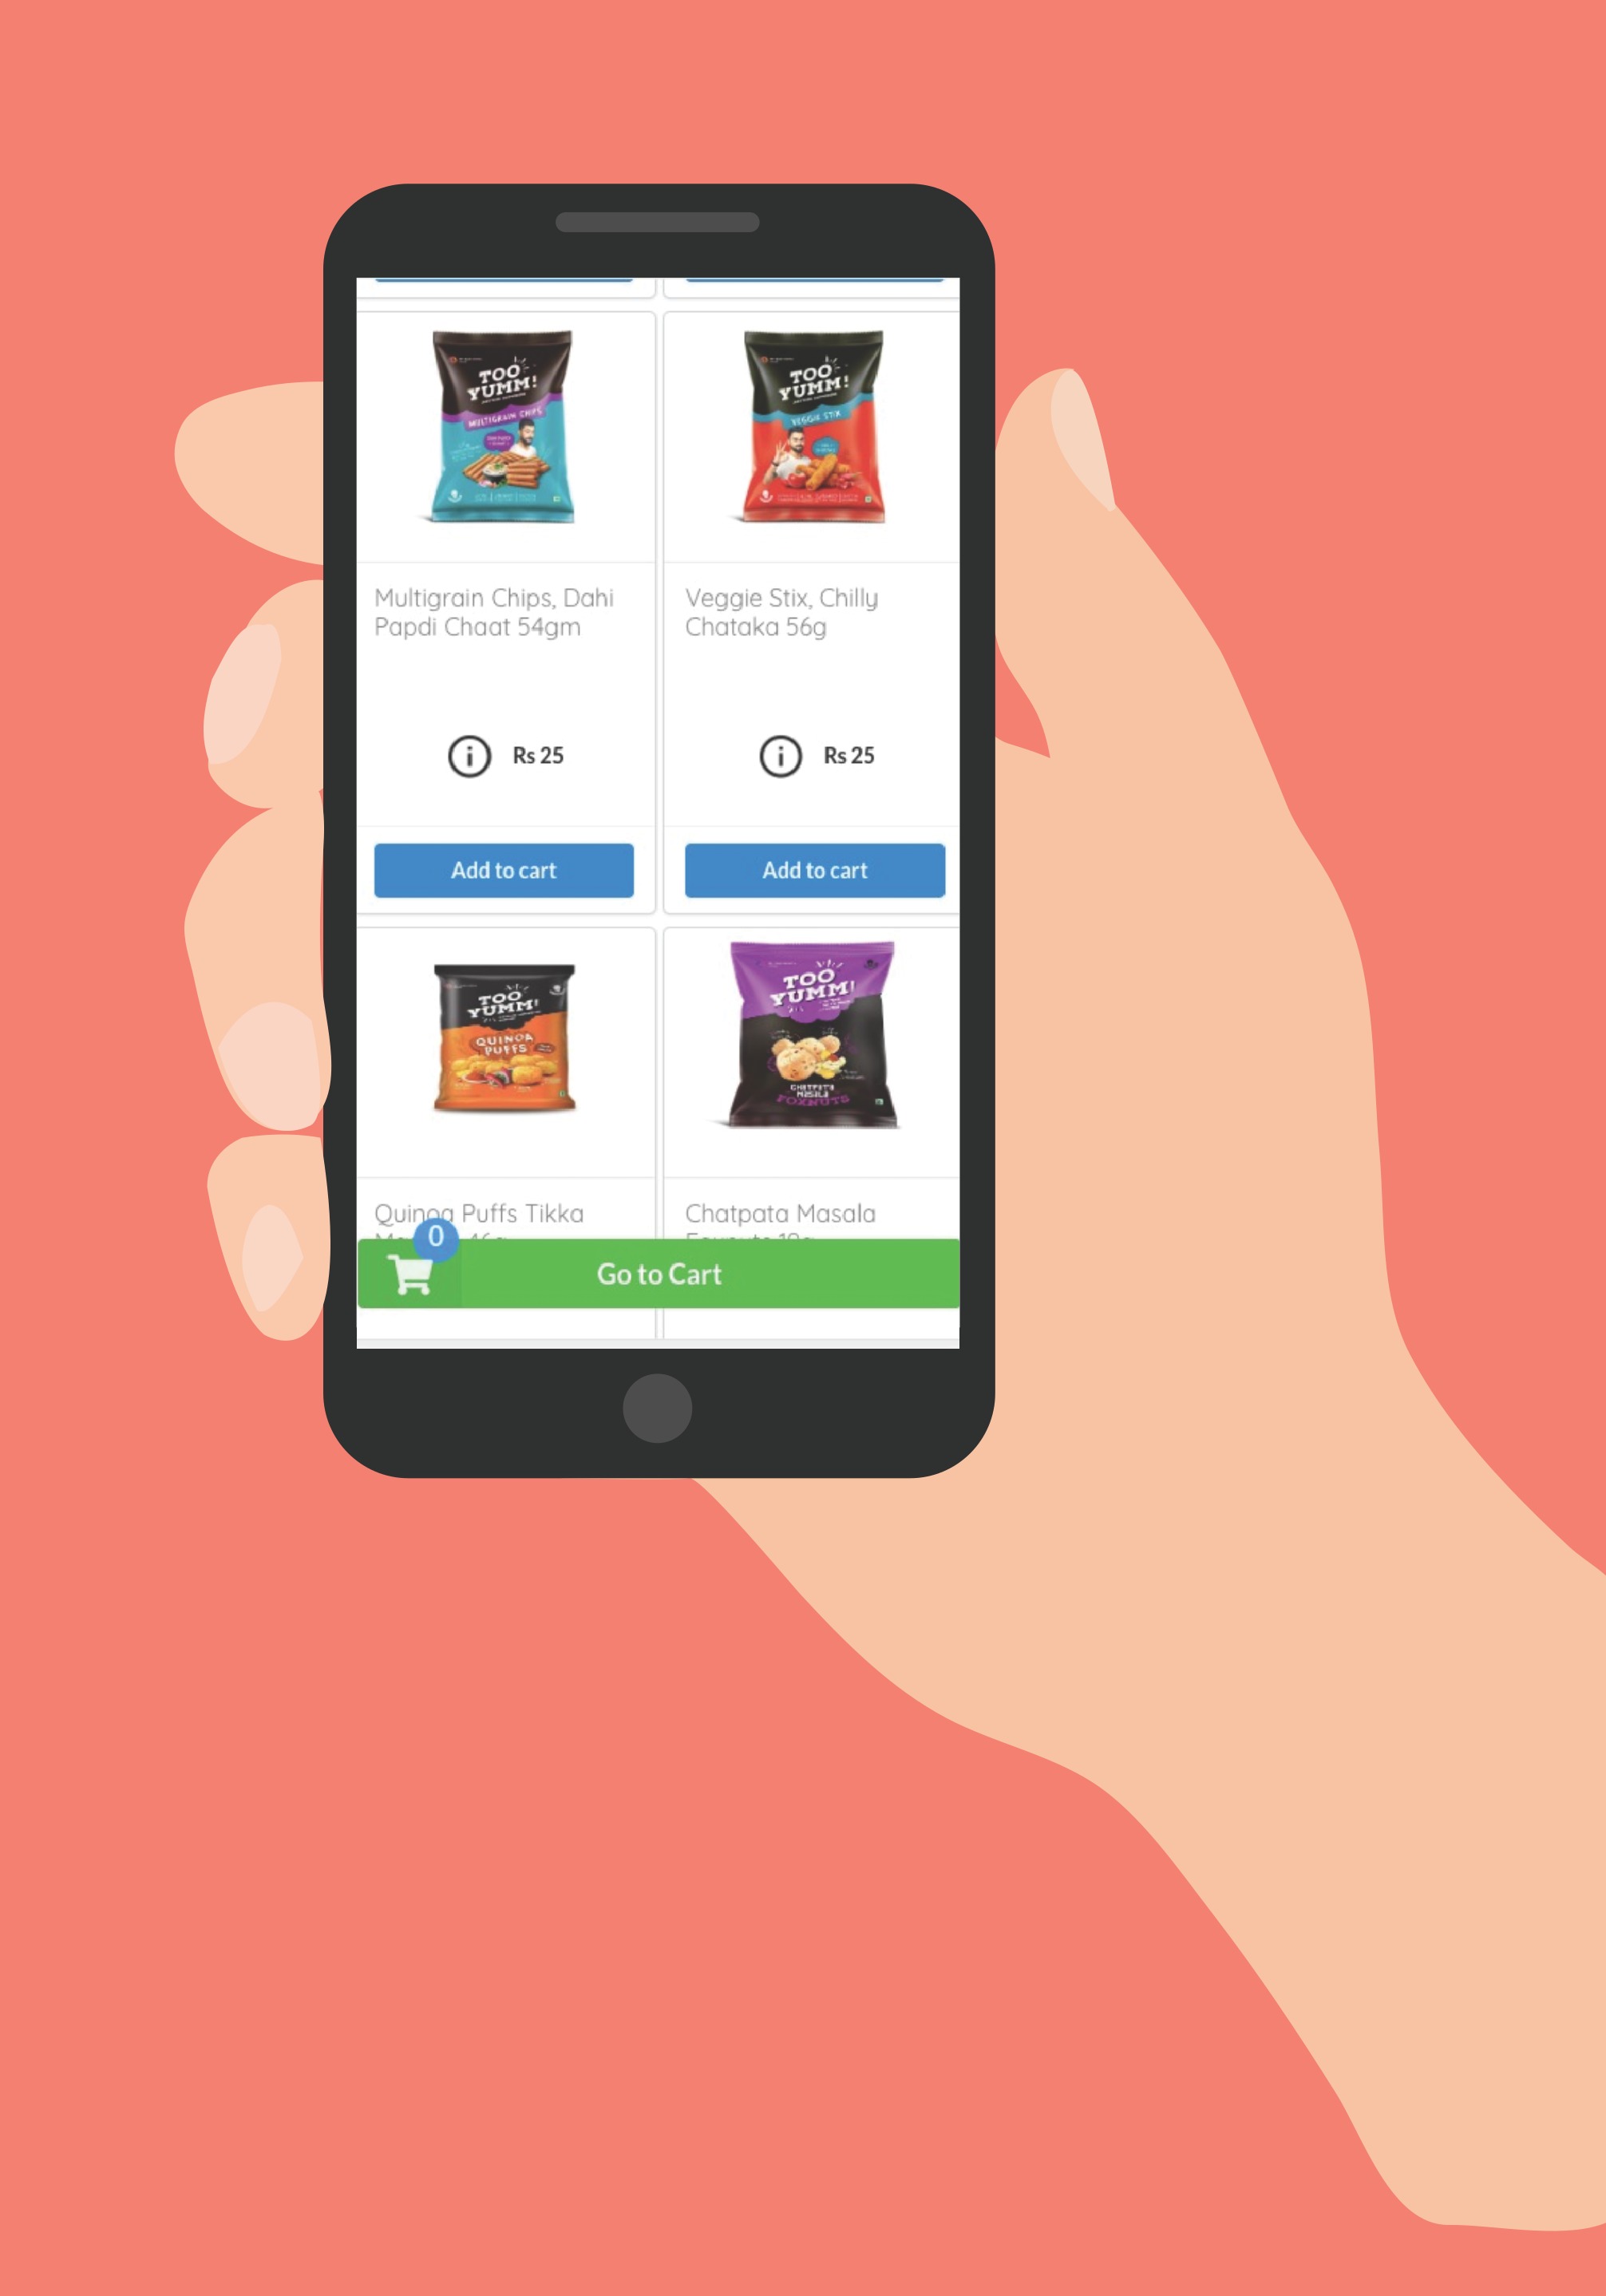 TOO
YUMM!
MULTIGRAIN CHIPS
TOO
YUMM!
VEGGIE STIX
Multigrain Chips, Dahi
Papdi Chaat 54gm
Veggie Stix, Chilly
Chataka 56g
i Rs 25
i Rs 25
Add to cart
Add to cart
TOO
YUMM!
QUINOA
PUFFS
TOO
YUMM!
CHATPATA
MASALA
FOXNUTS
Quinoa Puffs Tikka
Chatpata Masala
0
Go to Cart